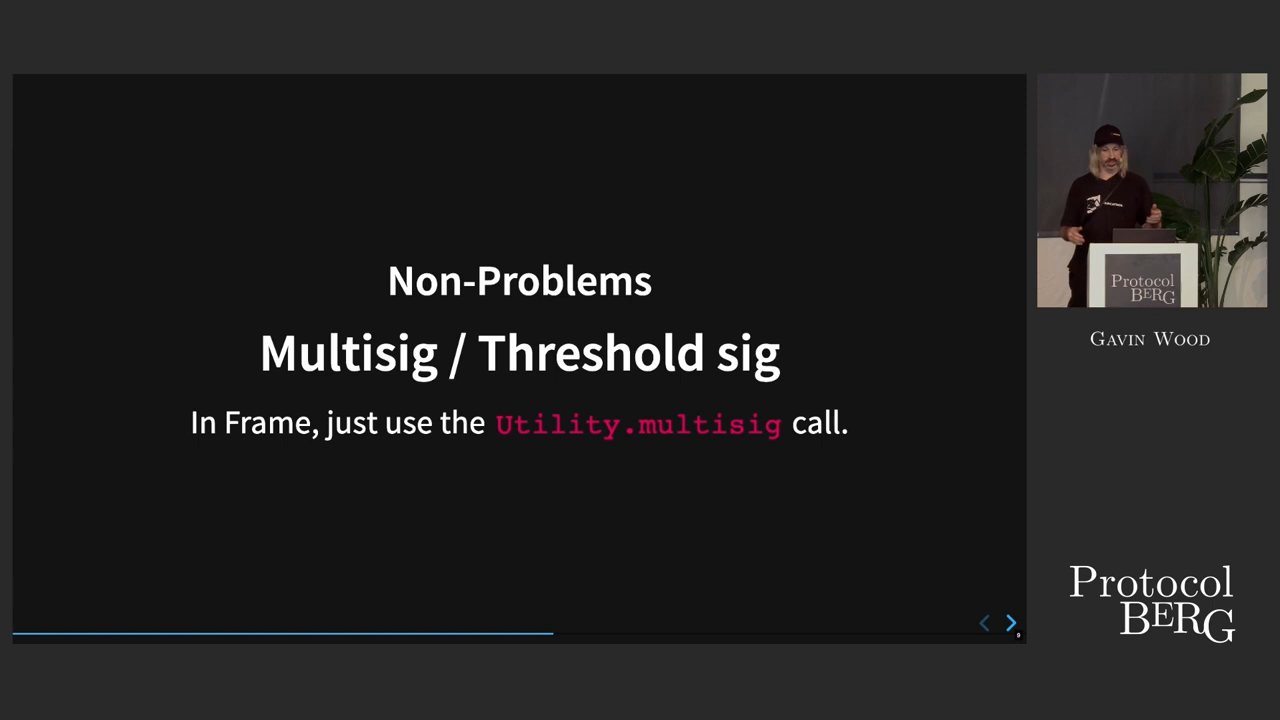 Non-Problems
Multisig / Threshold sig
In Frame, just use the Utility.multisig call.
9
Protocol
BERG
GAVIN WOOD
Protocol
BERG